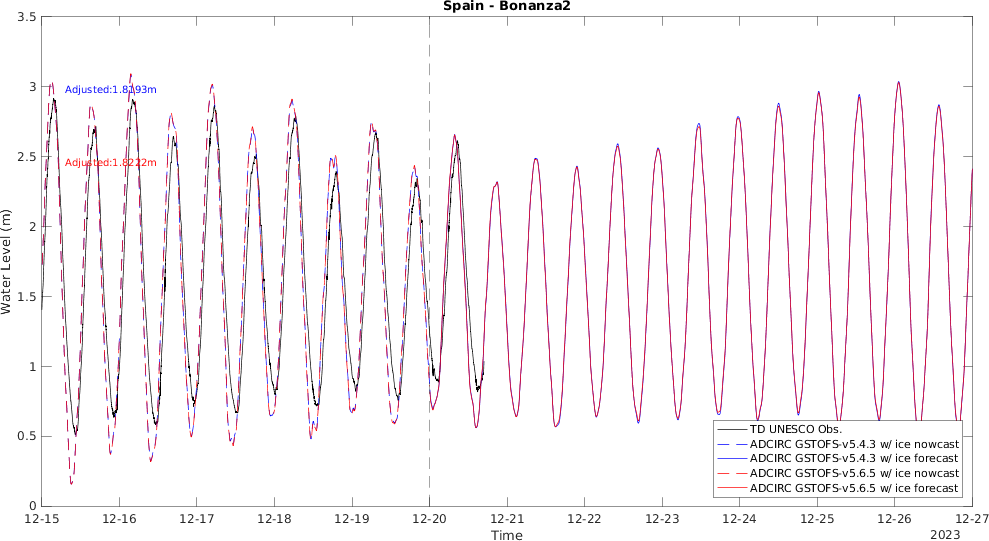 Spain - Bonanza2
3.5
3
2.5
2
1.5
1
0.5
0
Water Level (m)
Adjusted:1.8193m
Adjusted:1.8222m
TD UNESCO Obs.
ADCIRC GSTOFS-v5.4.3 w/ ice nowcast
ADCIRC GSTOFS-v5.4.3 w/ ice forecast
ADCIRC GSTOFS-v5.6.5 w/ ice nowcast
ADCIRC GSTOFS-v5.6.5 w/ ice forecast
12-15 12-16 12-17 12-18 12-19 12-20 12-21 12-22 12-23 12-24 12-25 12-26 12-27
Time
2023